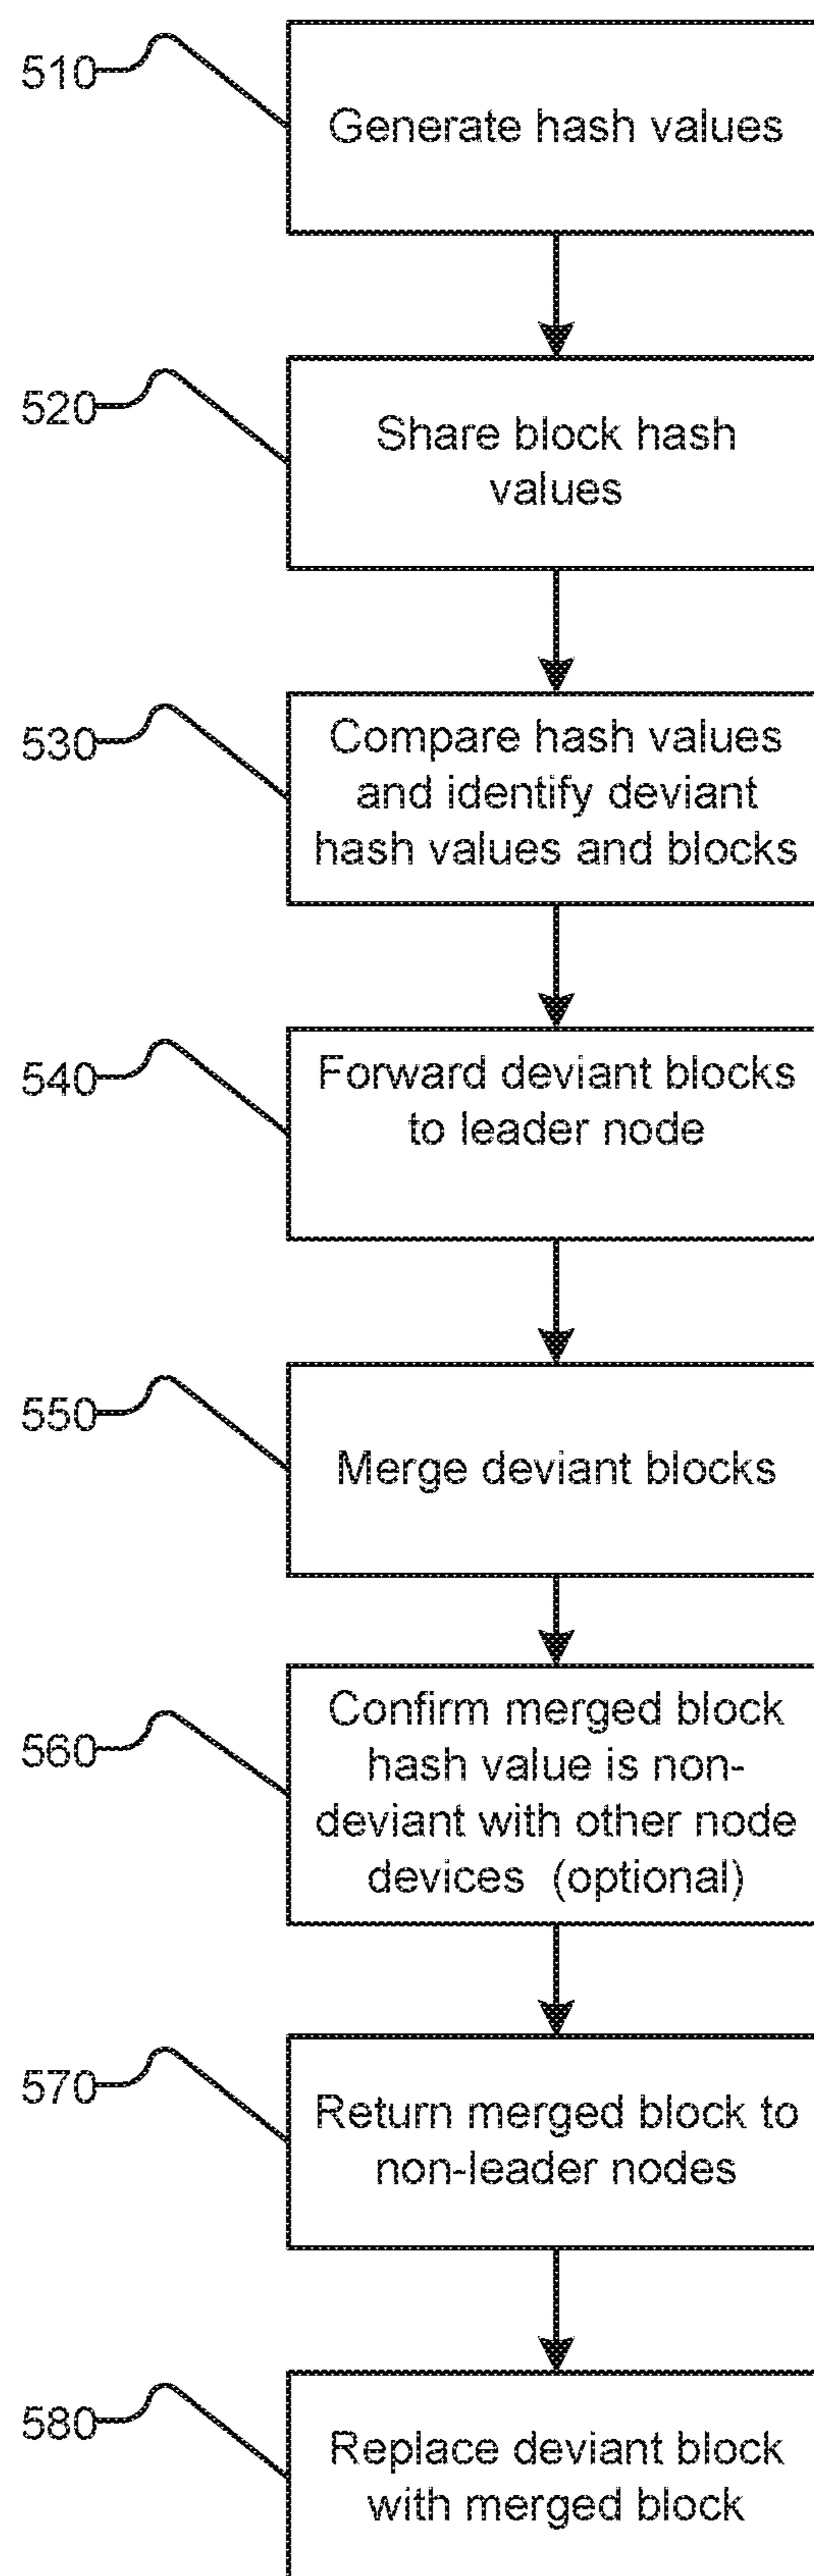 510
Generate hash values
520
Share block hash
values
530
Compare hash values
and identify deviant
hash values and blocks
540
Forward deviant blocks
to leader node
550
Merge deviant blocks
560
Confirm merged block
hash value is non-
deviant with other node
devices (optional)
570
Return merged block to
non-leader nodes
580
Replace deviant block
with merged block